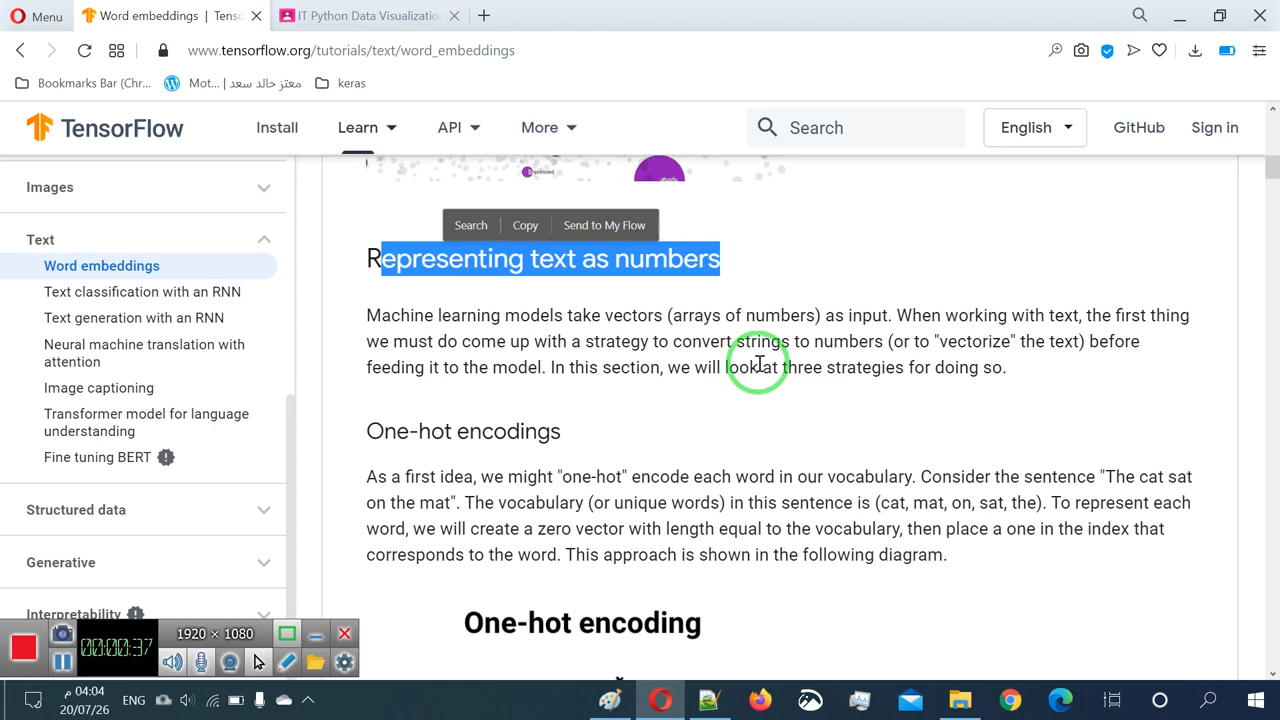 Menu
Word embeddings | Tenso
IT Python Data Visualization
www.tensorflow.org/tutorials/text/word_embeddings
Bookmarks Bar (Chr...
Mot... | معتز خالد سعد
keras
TensorFlow
Install
Learn
API
More
Search
English
GitHub
Sign in
Images
Text
Word embeddings
Text classification with an RNN
Text generation with an RNN
Neural machine translation with
attention
Image captioning
Transformer model for language
understanding
Fine tuning BERT
Structured data
Generative
Interpretability
Search
Copy
Send to My Flow
Representing text as numbers
Machine learning models take vectors (arrays of numbers) as input. When working with text, the first thing
we must do come up with a strategy to convert strings to numbers (or to "vectorize" the text) before
feeding it to the model. In this section, we will look at three strategies for doing so.
One-hot encodings
As a first idea, we might "one-hot" encode each word in our vocabulary. Consider the sentence "The cat sat
on the mat". The vocabulary (or unique words) in this sentence is (cat, mat, on, sat, the). To represent each
word, we will create a zero vector with length equal to the vocabulary, then place a one in the index that
corresponds to the word. This approach is shown in the following diagram.
One-hot encoding
00:00:37
1920 × 1080
04:04 م
20/07/26
ENG